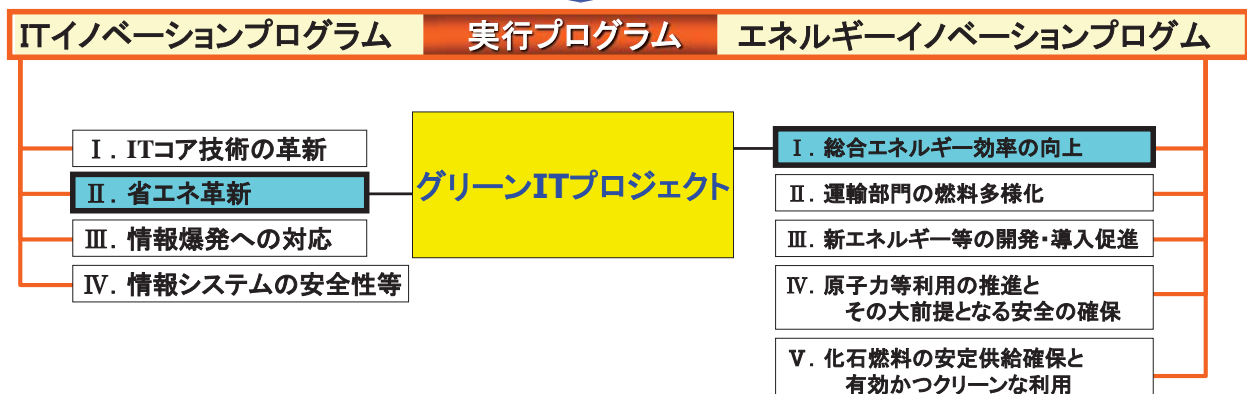 ITイノベーションプログラム
実行プログラム
エネルギーイノベーションプログム
Ⅰ．ITコア技術の革新
Ⅱ．省エネ革新
Ⅲ．情報爆発への対応
Ⅳ．情報システムの安全性等
グリーンITプロジェクト
Ⅰ．総合エネルギー効率の向上
Ⅱ．運輸部門の燃料多様化
Ⅲ．新エネルギー等の開発・導入促進
Ⅳ．原子力等利用の推進と
その大前提となる安全の確保
Ⅴ．化石燃料の安定供給確保と
有効かつクリーンな利用